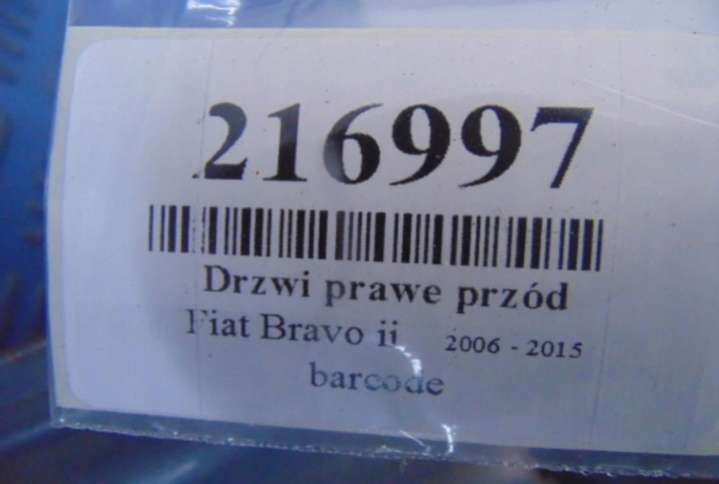 216997
Drzwi prawe przód
Fiat Bravo ii 2006 - 2015
barcode